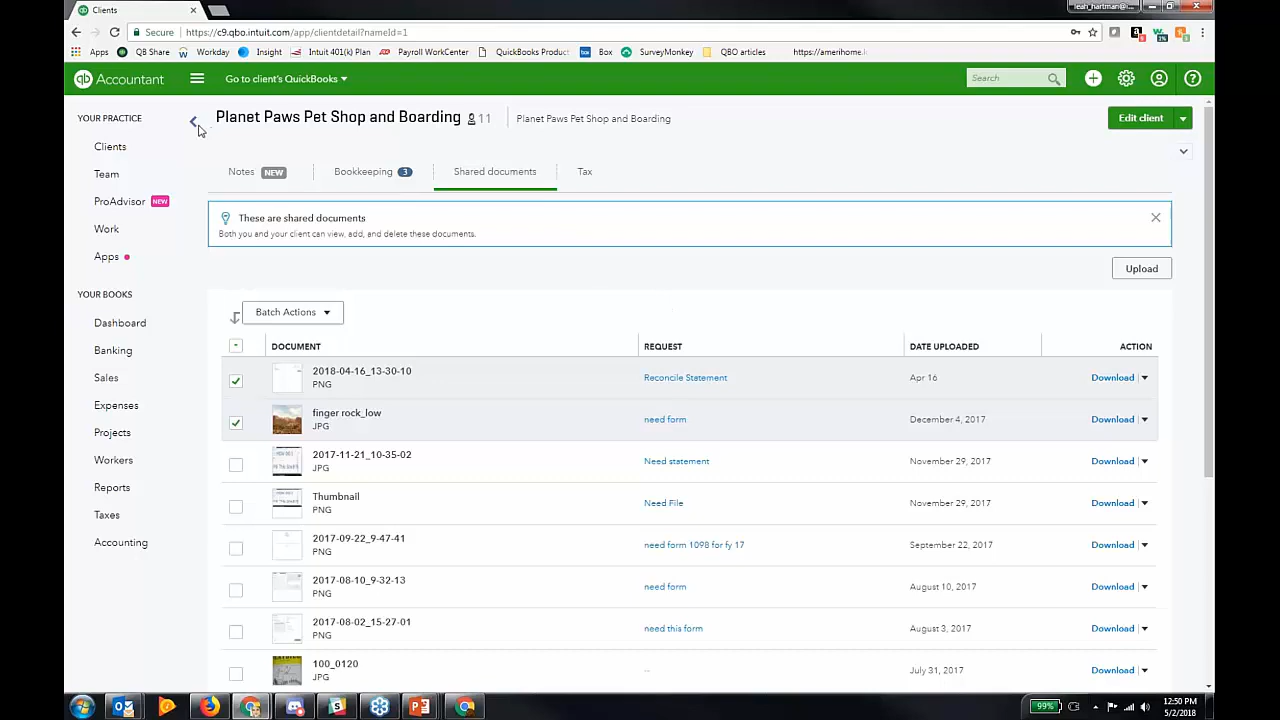 Clients
leah_hartman@i...
Secure https://c9.qbo.intuit.com/app/clientdetail?nameId=1
Apps QB Share Workday Insight Intuit 401(k) Plan Payroll WorkCenter QuickBooks Product Box SurveyMonkey QBO articles https://amerihome.
qb Accountant Go to client's QuickBooks Search
YOUR PRACTICE
Clients
Team
ProAdvisor NEW
Work
Apps
YOUR BOOKS
Dashboard
Banking
Sales
Expenses
Projects
Workers
Reports
Taxes
Accounting
Planet Paws Pet Shop and Boarding 11 Planet Paws Pet Shop and Boarding Edit client
Notes NEW Bookkeeping 3 Shared documents Tax
These are shared documents
Both you and your client can view, add, and delete these documents.
Upload
Batch Actions
DOCUMENT REQUEST DATE UPLOADED ACTION
2018-04-16_13-30-10
PNG
Reconcile Statement Apr 16 Download
finger rock_low
JPG
need form December 4, 2017 Download
2017-11-21_10-35-02
JPG
Need statement November 29, 2017 Download
Thumbnail
PNG
Need File November 29, 2017 Download
2017-09-22_9-47-41
PNG
need form 1098 for fy 17 September 22, 2017 Download
2017-08-10_9-32-13
PNG
need form August 10, 2017 Download
2017-08-02_15-27-01
PNG
need this form August 3, 2017 Download
100_0120
JPG
-- July 31, 2017 Download
99% 12:50 PM
5/2/2018